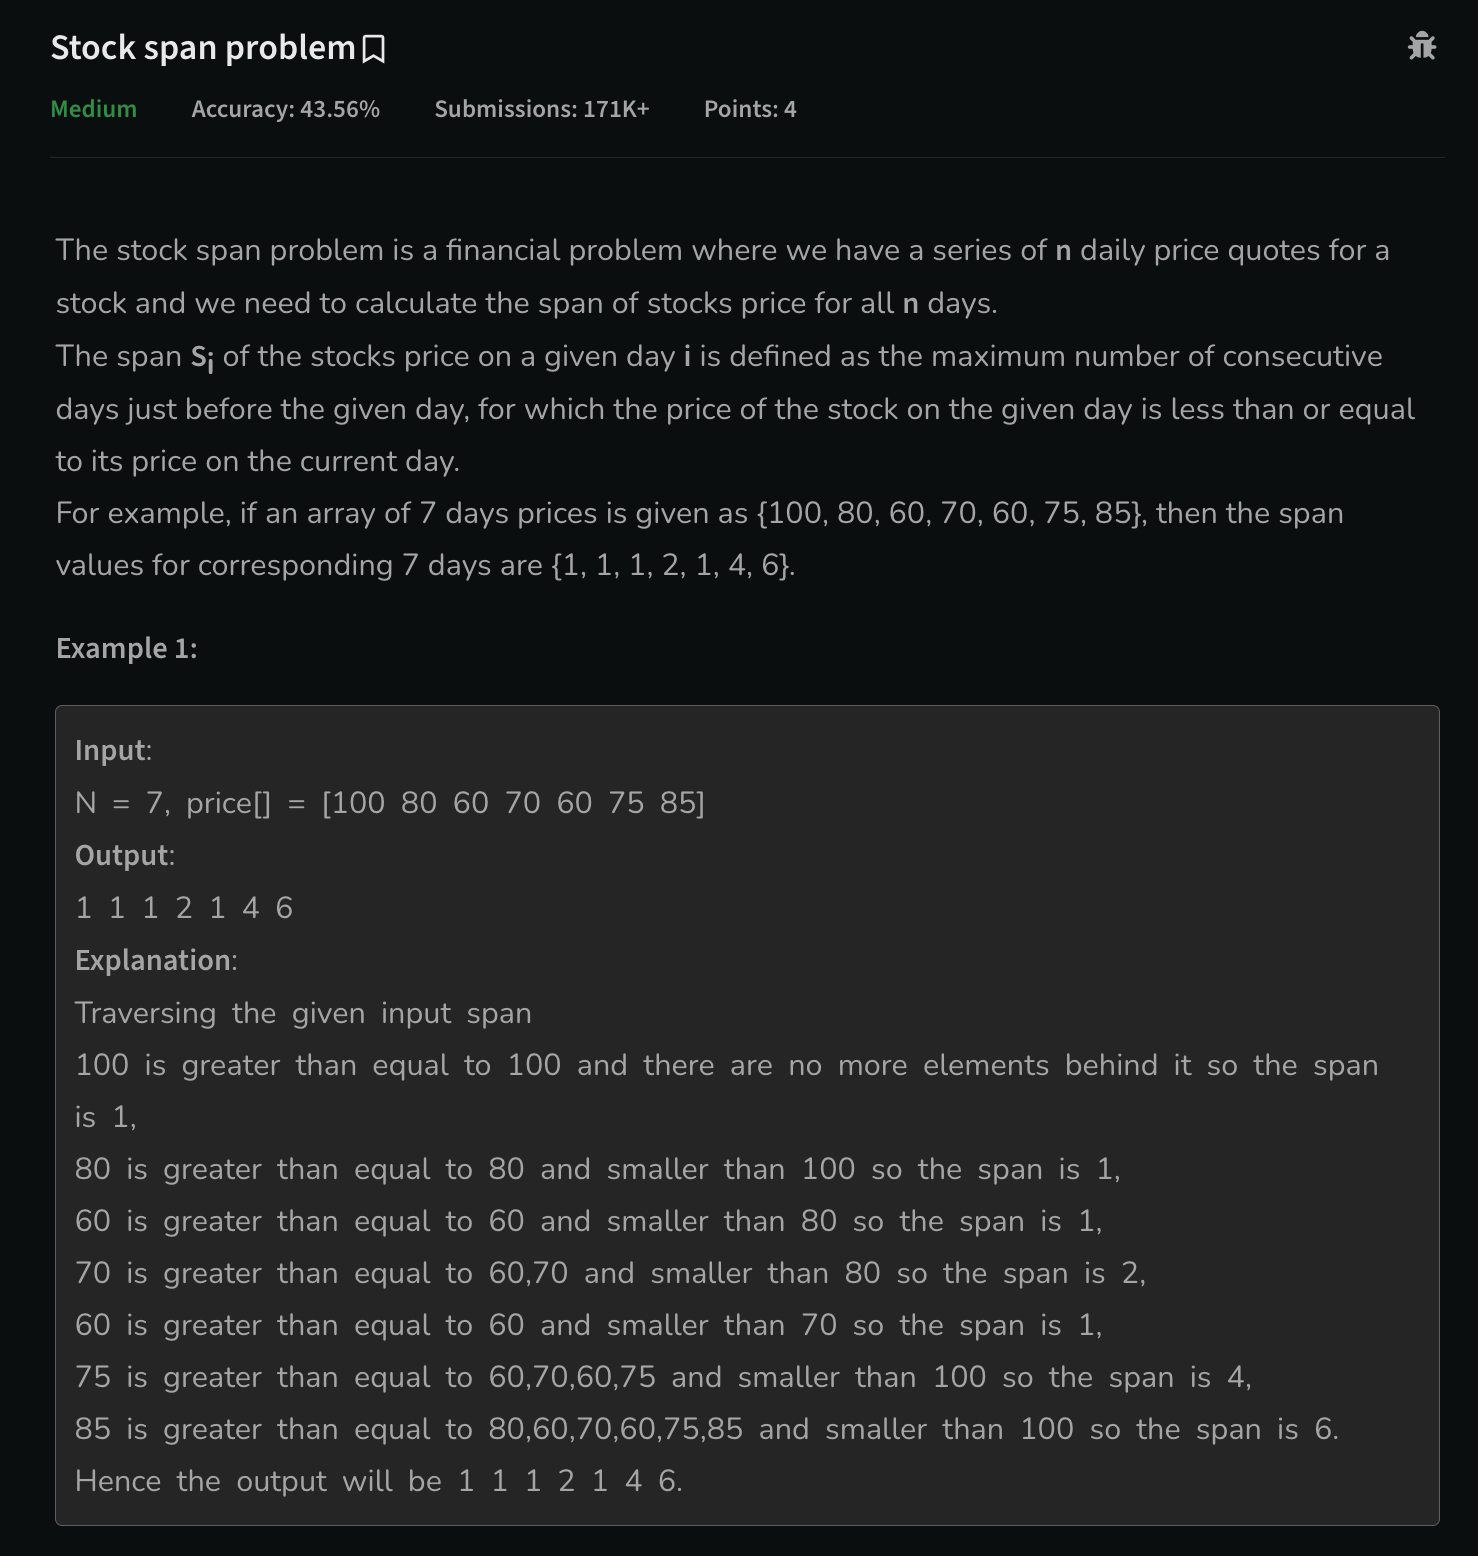 Stock span problem
Medium Accuracy: 43.56% Submissions: 171K+ Points: 4
The stock span problem is a financial problem where we have a series of n daily price quotes for a
stock and we need to calculate the span of stocks price for all n days.
The span Si of the stocks price on a given day i is defined as the maximum number of consecutive
days just before the given day, for which the price of the stock on the given day is less than or equal
to its price on the current day.
For example, if an array of 7 days prices is given as {100, 80, 60, 70, 60, 75, 85}, then the span
values for corresponding 7 days are {1, 1, 1, 2, 1, 4, 6}.
Example 1:
Input:
N = 7, price[] = [100 80 60 70 60 75 85]
Output:
1 1 1 2 1 4 6
Explanation:
Traversing the given input span
100 is greater than equal to 100 and there are no more elements behind it so the span
is 1,
80 is greater than equal to 80 and smaller than 100 so the span is 1,
60 is greater than equal to 60 and smaller than 80 so the span is 1,
70 is greater than equal to 60,70 and smaller than 80 so the span is 2,
60 is greater than equal to 60 and smaller than 70 so the span is 1,
75 is greater than equal to 60,70,60,75 and smaller than 100 so the span is 4,
85 is greater than equal to 80,60,70,60,75,85 and smaller than 100 so the span is 6.
Hence the output will be 1 1 1 2 1 4 6.